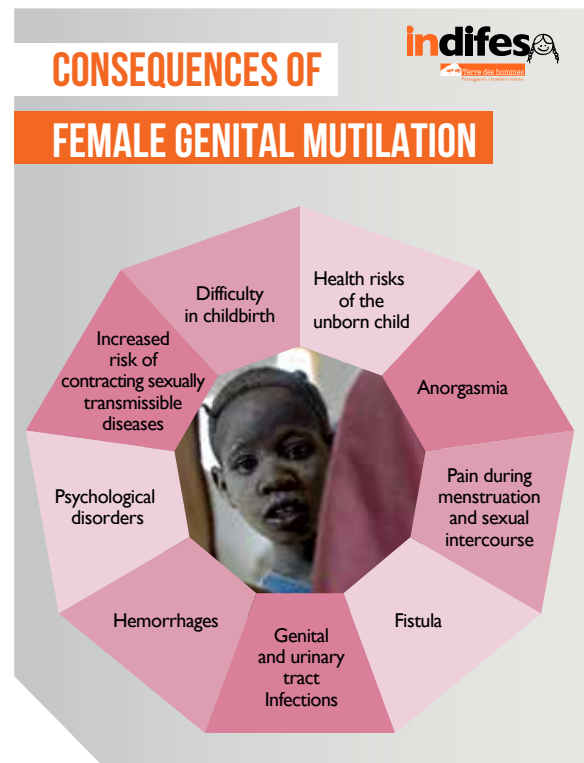 indifesa
Terre des hommes
CONSEQUENCES OF
FEMALE GENITAL MUTILATION
Difficulty
in childbirth
Health risks
of the
unborn child
Anorgasmia
Pain during
menstruation
and sexual
intercourse
Fistula
Genital
and urinary
tract
Infections
Hemorrhages
Psychological
disorders
Increased
risk of
contracting sexually
transmissible
diseases